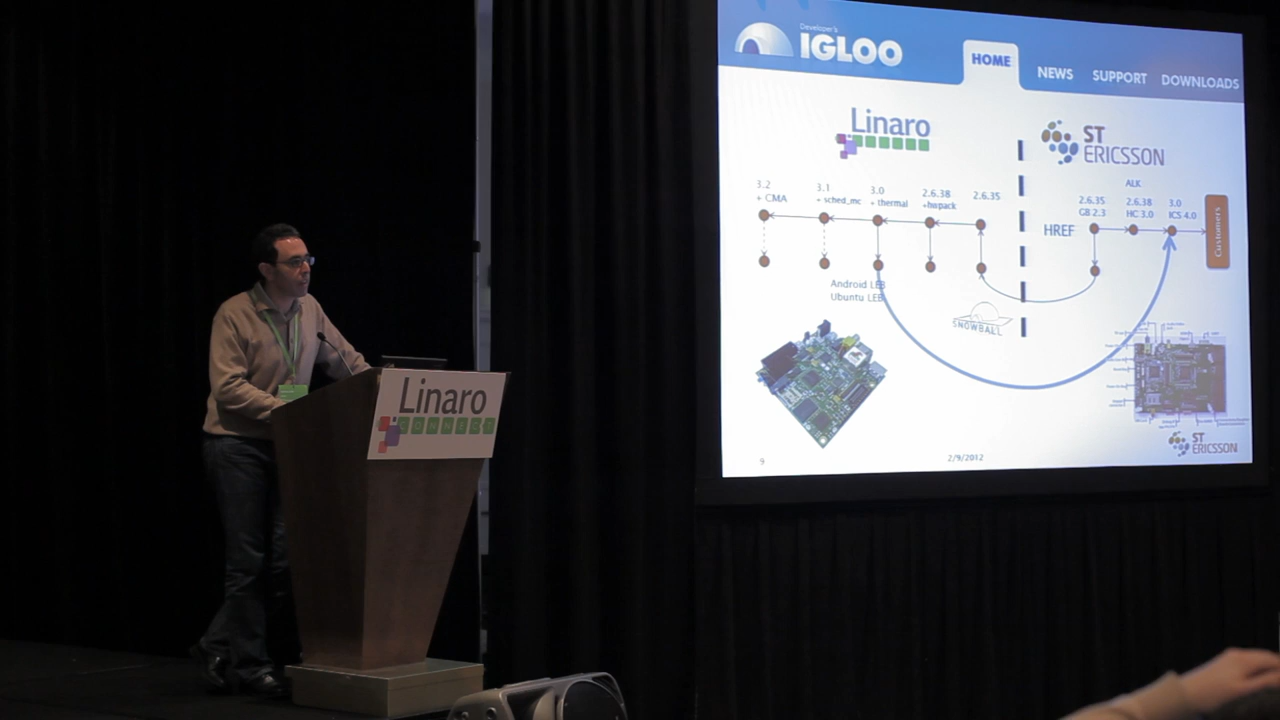 Developer's
IGLOO
HOME
NEWS
SUPPORT
DOWNLOADS
Linaro
ST
ERICSSON
3.2
+ CMA
3.1
+ sched_mc
3.0
+ thermal
2.6.38
+hwpack
2.6.35
ALK
2.6.35
GB 2.3
2.6.38
HC 3.0
3.0
ICS 4.0
HREF
Customers
Android LEB
Ubuntu LEB
SNOWBALL
ST
ERICSSON
9
2/9/2012
Linaro
CONNECT